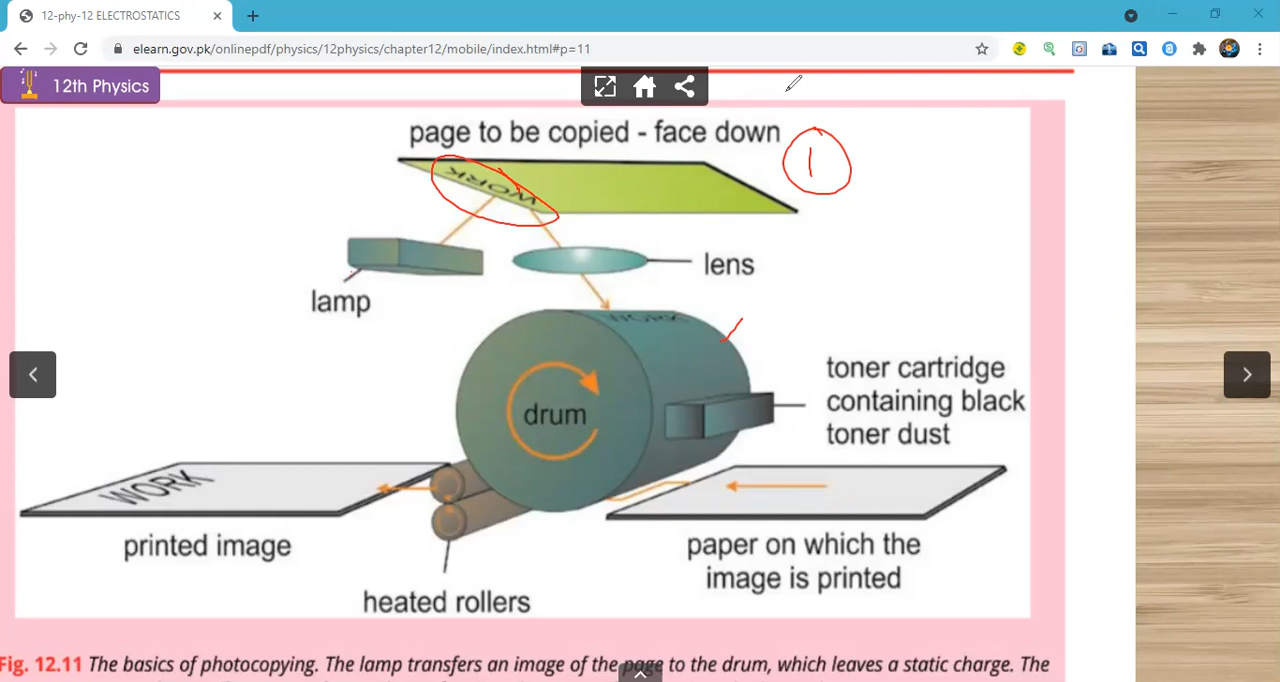 12-phy-12 ELECTROSTATICS
elearn.gov.pk/onlinepdf/physics/12physics/chapter12/mobile/index.html#p=11
12th Physics
page to be copied - face down
1
WORK
lens
lamp
WORK
toner cartridge
containing black
toner dust
drum
WORK
printed image
paper on which the
image is printed
heated rollers
Fig. 12.11 The basics of photocopying. The lamp transfers an image of the page to the drum, which leaves a static charge. The